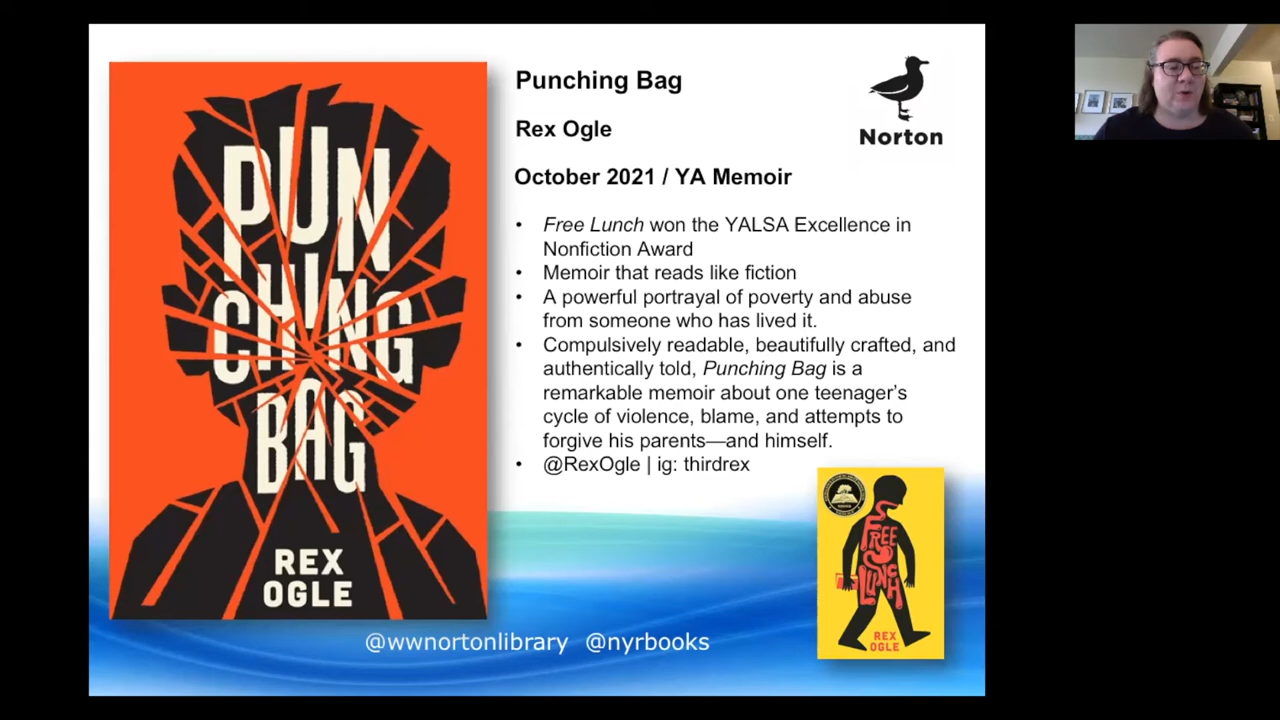 PUN
CHING
BAG
REX
OGLE
Punching Bag
Rex Ogle
October 2021 / YA Memoir
Norton
• Free Lunch won the YALSA Excellence in
Nonfiction Award
• Memoir that reads like fiction
• A powerful portrayal of poverty and abuse
from someone who has lived it.
• Compulsively readable, beautifully crafted, and
authentically told, Punching Bag is a
remarkable memoir about one teenager’s
cycle of violence, blame, and attempts to
forgive his parents—and himself.
• @RexOgle | ig: thirdrex
FREE
LUNCH
REX
OGLE
@wwnortonlibrary @nyrbooks